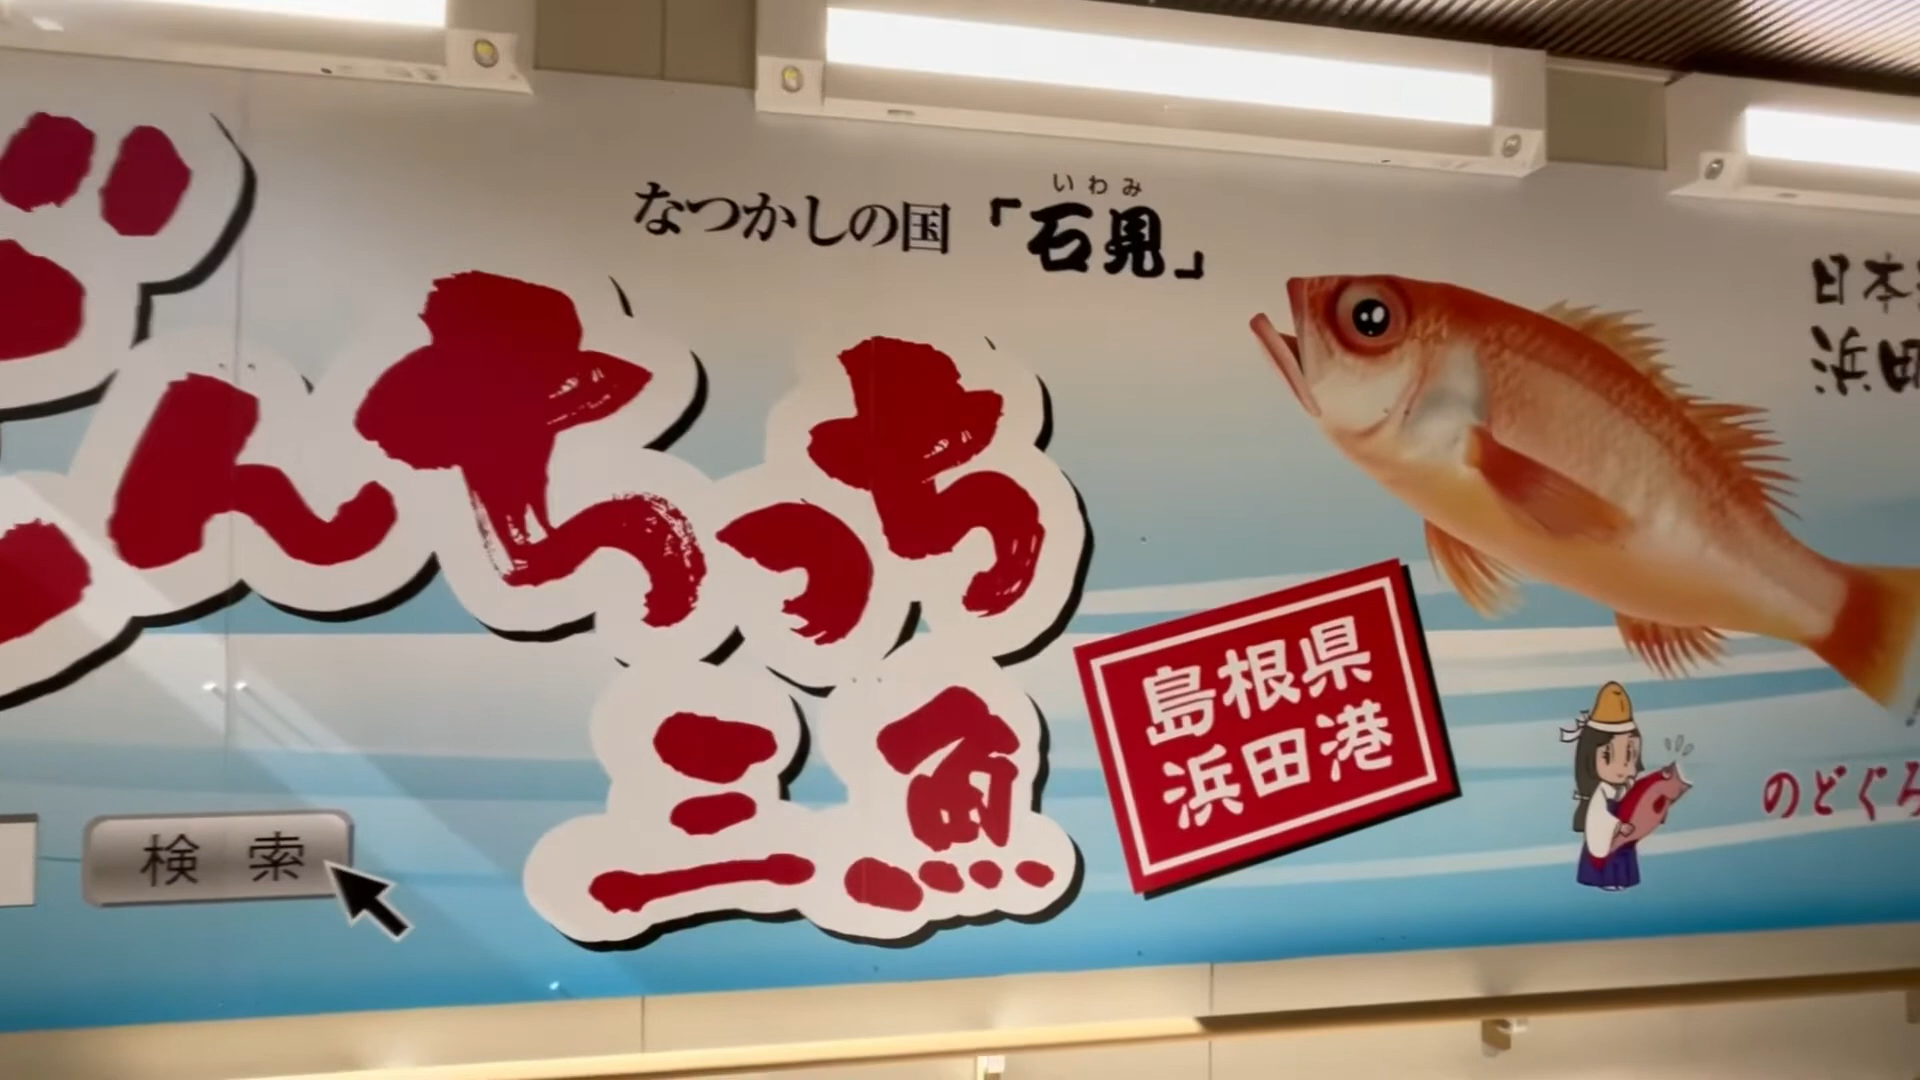 いわみ
なつかしの国「石見」
どんちっち
三魚
島根県
浜田港
検索
日本
浜田
のどぐろ